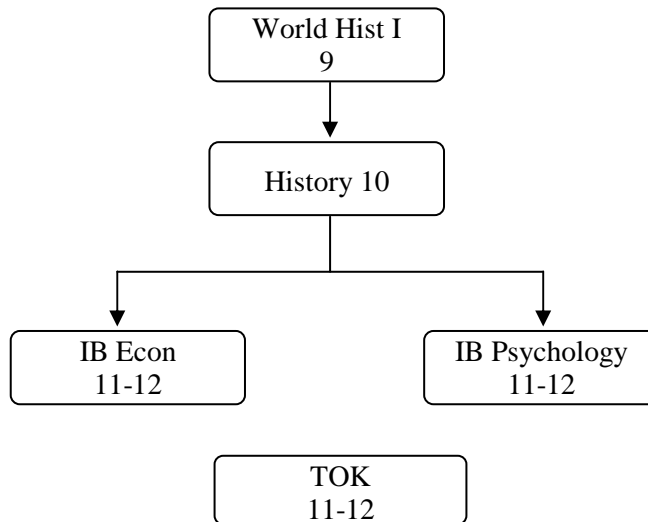 World Hist I
9
History 10
IB Econ
11-12
IB Psychology
11-12
TOK
11-12